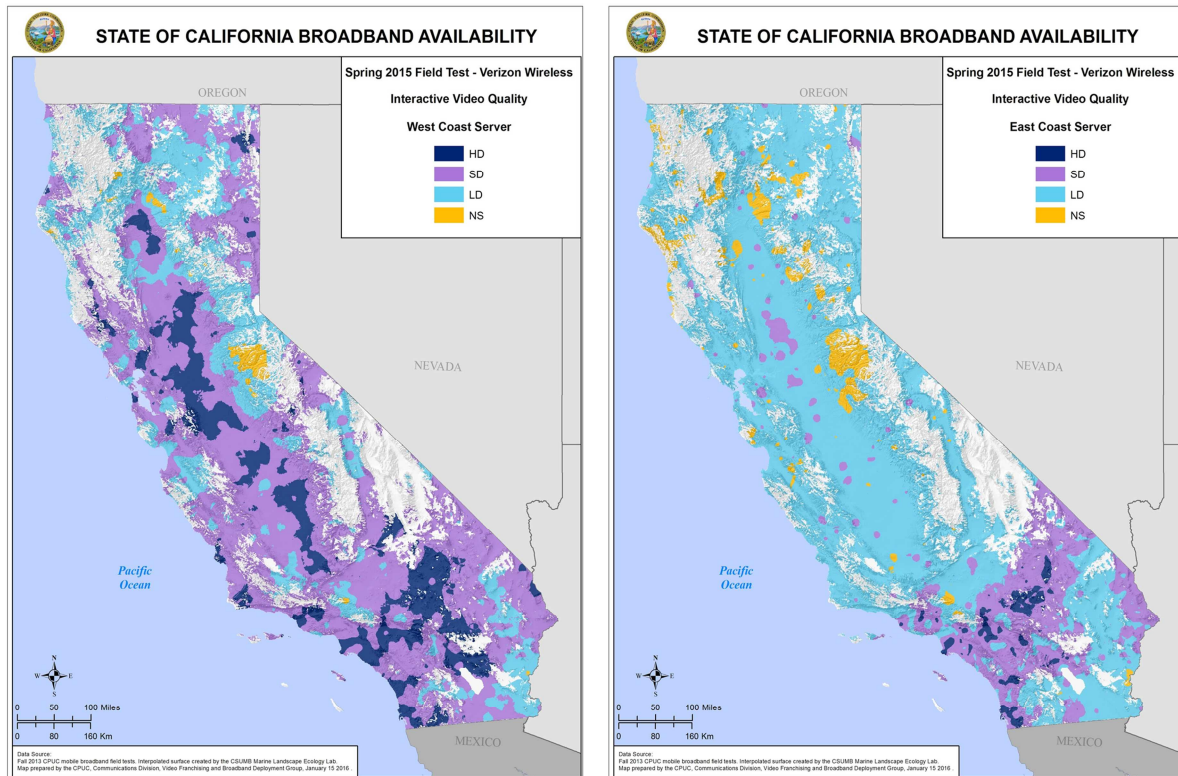 STATE OF CALIFORNIA BROADBAND AVAILABILITY
Spring 2015 Field Test - Verizon Wireless
Interactive Video Quality
West Coast Server
HD
SD
LD
NS
OREGON
NEVADA
Pacific
Ocean
MEXICO
N
W
E
S
0 50 100 Miles
0 80 160 Km
Data Source:
Fall 2013 CPUC mobile broadband field tests. Interpolated surface created by the CSUMB Marine Landscape Ecology Lab.
Map prepared by the CPUC, Communications Division, Video Franchising and Broadband Deployment Group, January 15 2016.
STATE OF CALIFORNIA BROADBAND AVAILABILITY
Spring 2015 Field Test - Verizon Wireless
Interactive Video Quality
East Coast Server
HD
SD
LD
NS
OREGON
NEVADA
Pacific
Ocean
MEXICO
N
W
E
S
0 50 100 Miles
0 80 160 Km
Data Source:
Fall 2013 CPUC mobile broadband field tests. Interpolated surface created by the CSUMB Marine Landscape Ecology Lab.
Map prepared by the CPUC, Communications Division, Video Franchising and Broadband Deployment Group, January 15 2016.